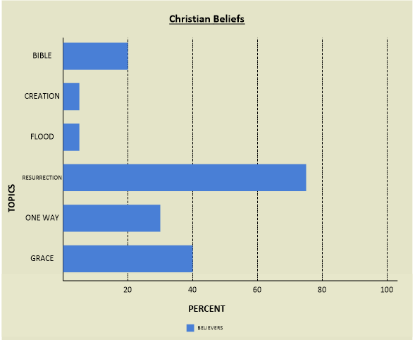 Christian Beliefs
BIBLE
CREATION
FLOOD
RESURRECTION
ONE WAY
GRACE
TOPICS
20 40 60 80 100
PERCENT
BELIEVERS